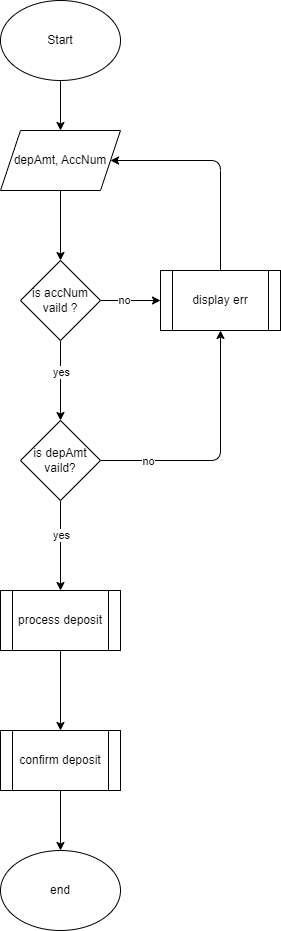 Start
depAmt, AccNum
is accNum
vaild ?
no
display err
yes
is depAmt
vaild?
no
yes
process deposit
confirm deposit
end